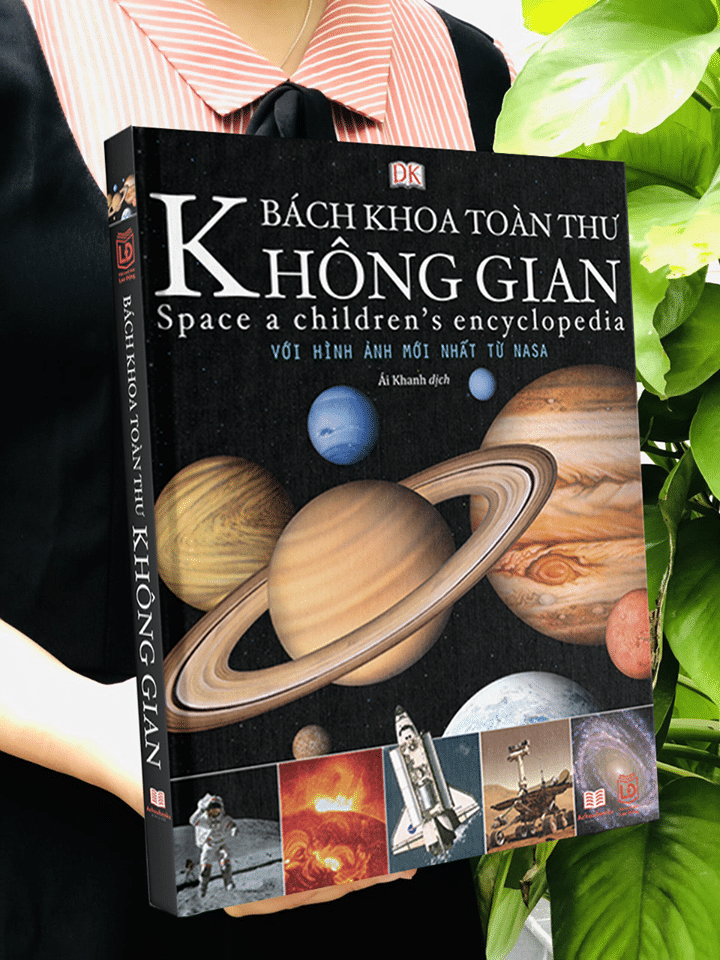 DK
BÁCH KHOA TOÀN THƯ
KHÔNG GIAN
Space a children's encyclopedia
VỚI HÌNH ẢNH MỚI NHẤT TỪ NASA
Ái Khanh dịch
BÁCH KHOA TOÀN THƯ KHÔNG GIAN